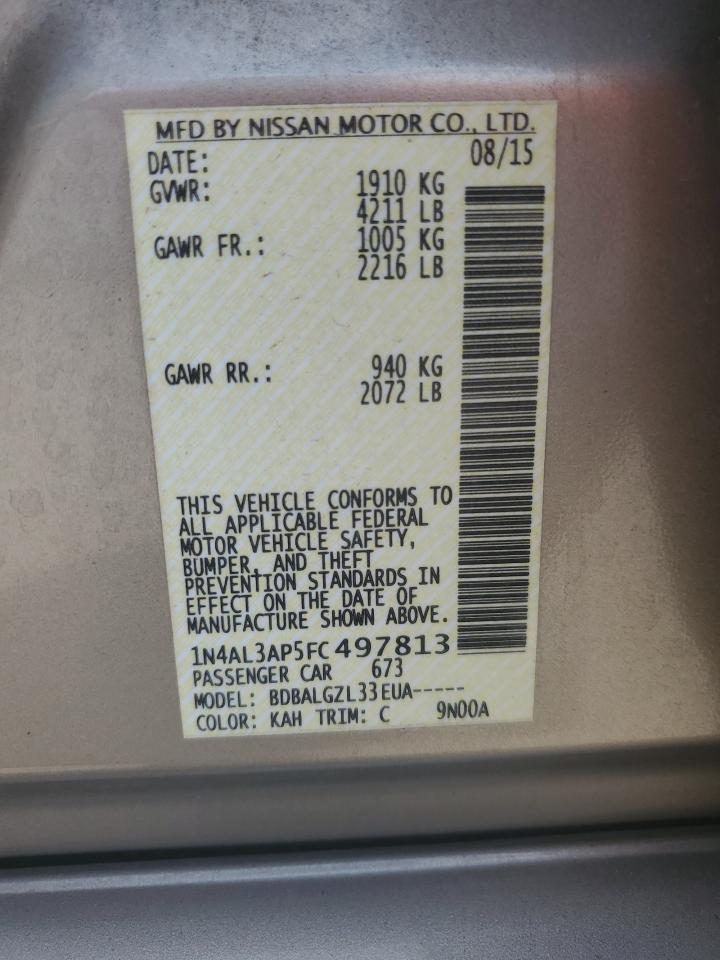 MFD BY NISSAN MOTOR CO., LTD.
DATE: 08/15
GVWR: 1910 KG
4211 LB
GAWR FR.: 1005 KG
2216 LB
GAWR RR.: 940 KG
2072 LB
THIS VEHICLE CONFORMS TO
ALL APPLICABLE FEDERAL
MOTOR VEHICLE SAFETY,
BUMPER, AND THEFT
PREVENTION STANDARDS IN
EFFECT ON THE DATE OF
MANUFACTURE SHOWN ABOVE.
1N4AL3AP5FC497813
PASSENGER CAR 673
MODEL: BDBALGZL33EUA-----
COLOR: KAH TRIM: C 9N00A